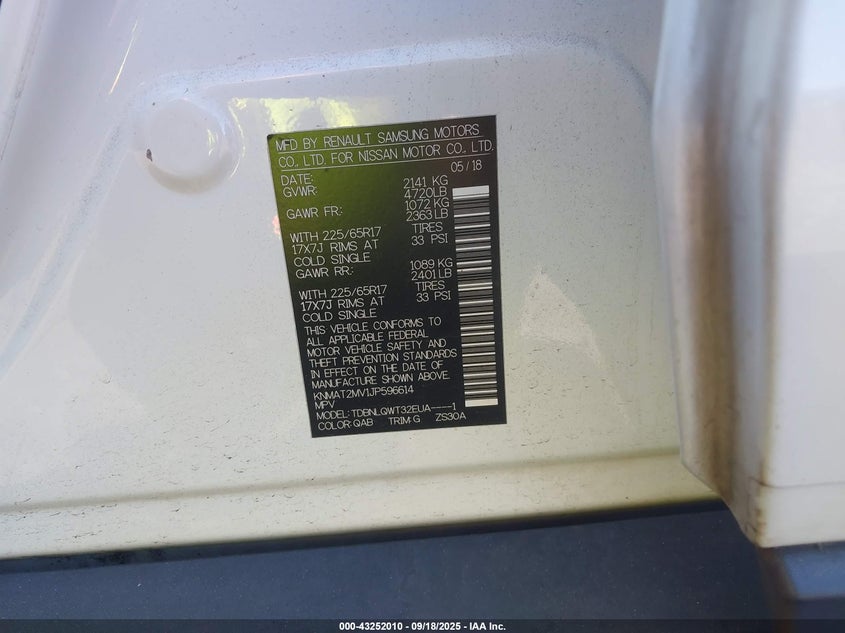 MFD BY RENAULT SAMSUNG MOTORS
CO., LTD. FOR NISSAN MOTOR CO., LTD.
DATE: 05/18
GVWR: 2141 KG
4720LB
GAWR FR: 1072 KG
2363LB
WITH 225/65R17 TIRES
17X7J RIMS AT 33 PSI
COLD SINGLE
GAWR RR: 1089 KG
2401LB
WITH 225/65R17 TIRES
17X7J RIMS AT 33 PSI
COLD SINGLE
THIS VEHICLE CONFORMS TO
ALL APPLICABLE FEDERAL
MOTOR VEHICLE SAFETY AND
THEFT PREVENTION STANDARDS
IN EFFECT ON THE DATE OF
MANUFACTURE SHOWN ABOVE.
KNMAT2MV1JP596614
MPV
MODEL: TDBNLQWT32EUA----1
COLOR: QAB TRIM: G ZS30A
000-43252010 - 09/18/2025 - IAA Inc.